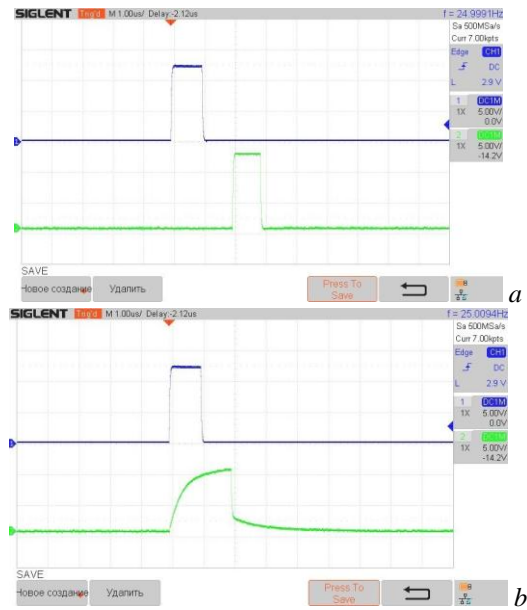 SIGLENT Trig'd M 1.00us/ Delay:-2.12us f = 24.9991Hz
Sa 500MSa/s
Curr 7.00kpts
Edge CH1
DC
L 2.9 V
1 DC1M
1X 5.00V/
0.0V
2 DC1M
1X 5.00V/
-14.2V
SAVE
Новое создание Удалить Press To
Save
a
SIGLENT Trig'd M 1.00us/ Delay:-2.12us f = 25.0094Hz
Sa 500MSa/s
Curr 7.00kpts
Edge CH1
DC
L 2.9 V
1 DC1M
1X 5.00V/
0.0V
2 DC1M
1X 5.00V/
-14.2V
SAVE
Новое создание Удалить Press To
Save
b